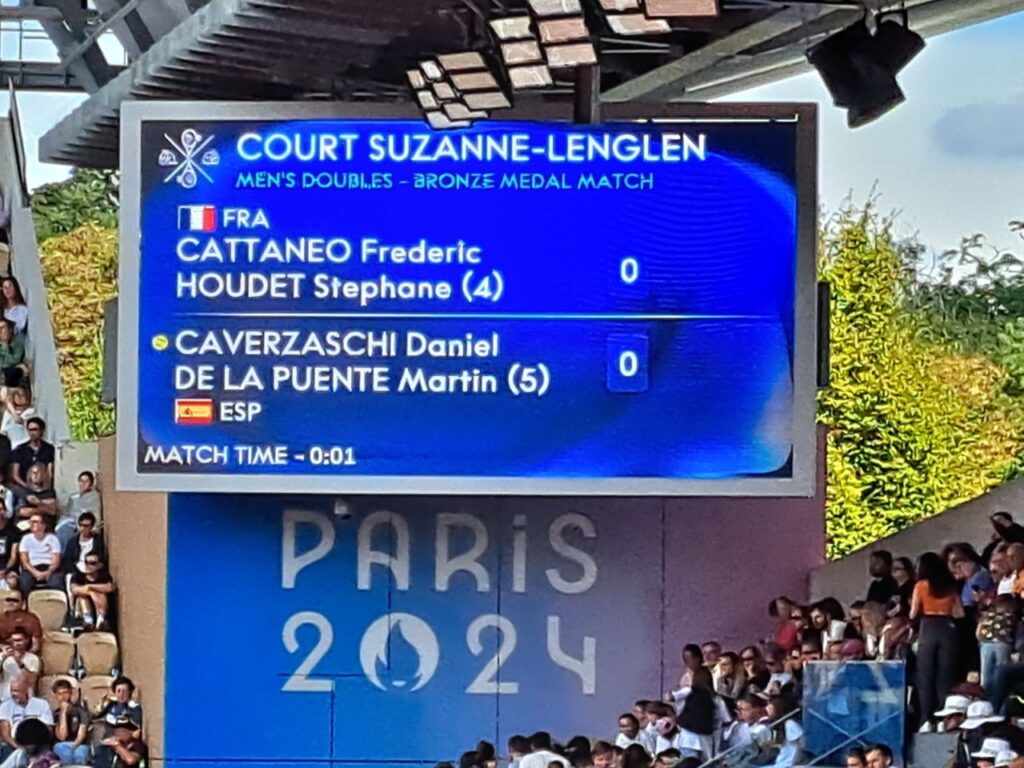 COURT SUZANNE-LENGLEN
MEN'S DOUBLES - BRONZE MEDAL MATCH
FRA
CATTANEO Frederic
HOUDET Stephane (4)
0
CAVERZASCHI Daniel
DE LA PUENTE Martin (5)
0
ESP
MATCH TIME - 0:01
PARiS
2024